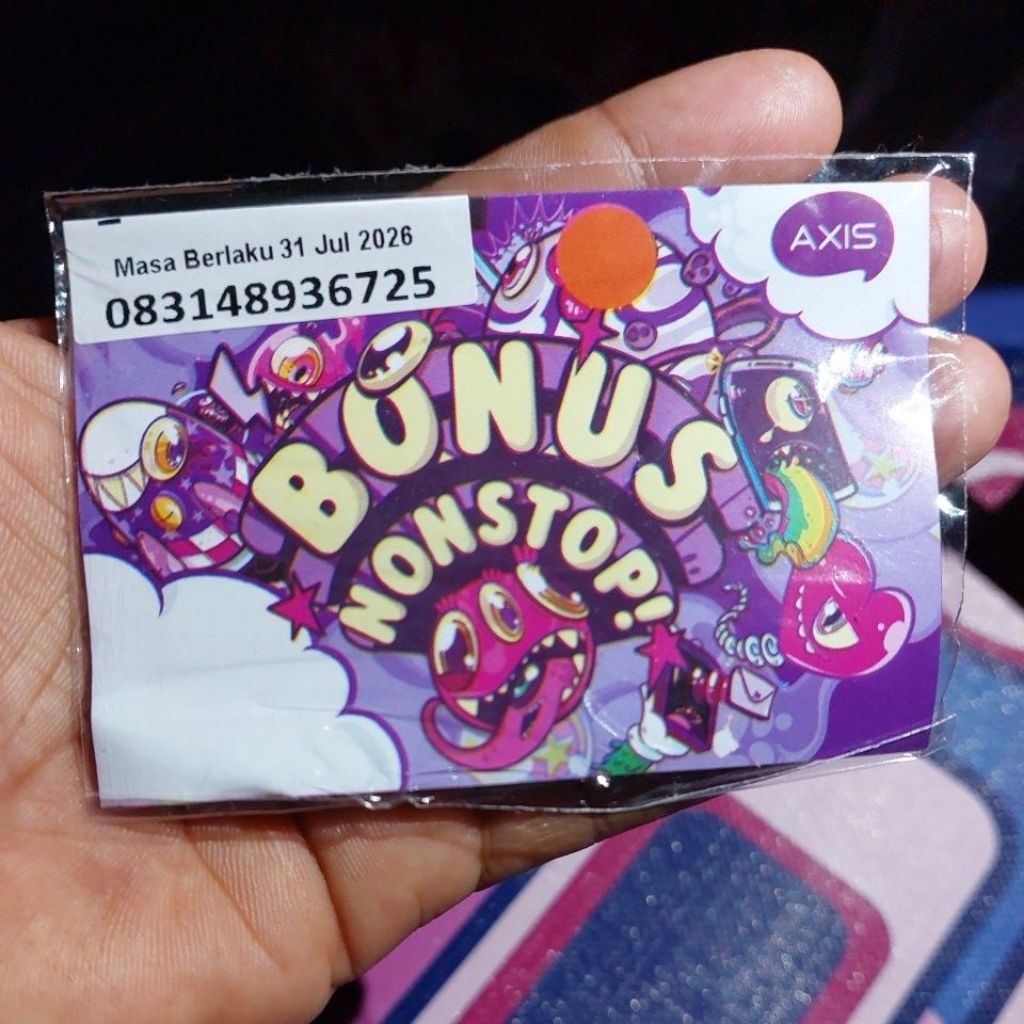 Masa Berlaku 31 Jul 2026
083148936725
AXIS
BONUS
NONSTOP!